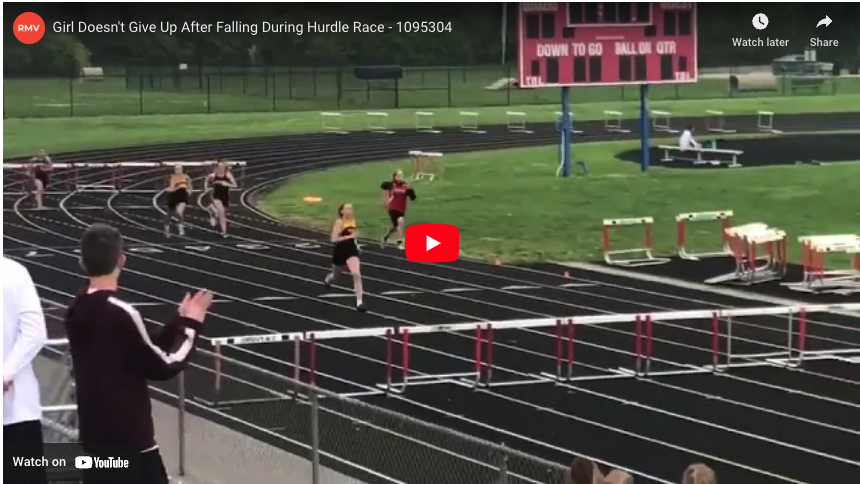 RMV
Girl Doesn't Give Up After Falling During Hurdle Race - 1095304
Watch later
Share
DOWN TO GO BALL ON QTR
Watch on YouTube